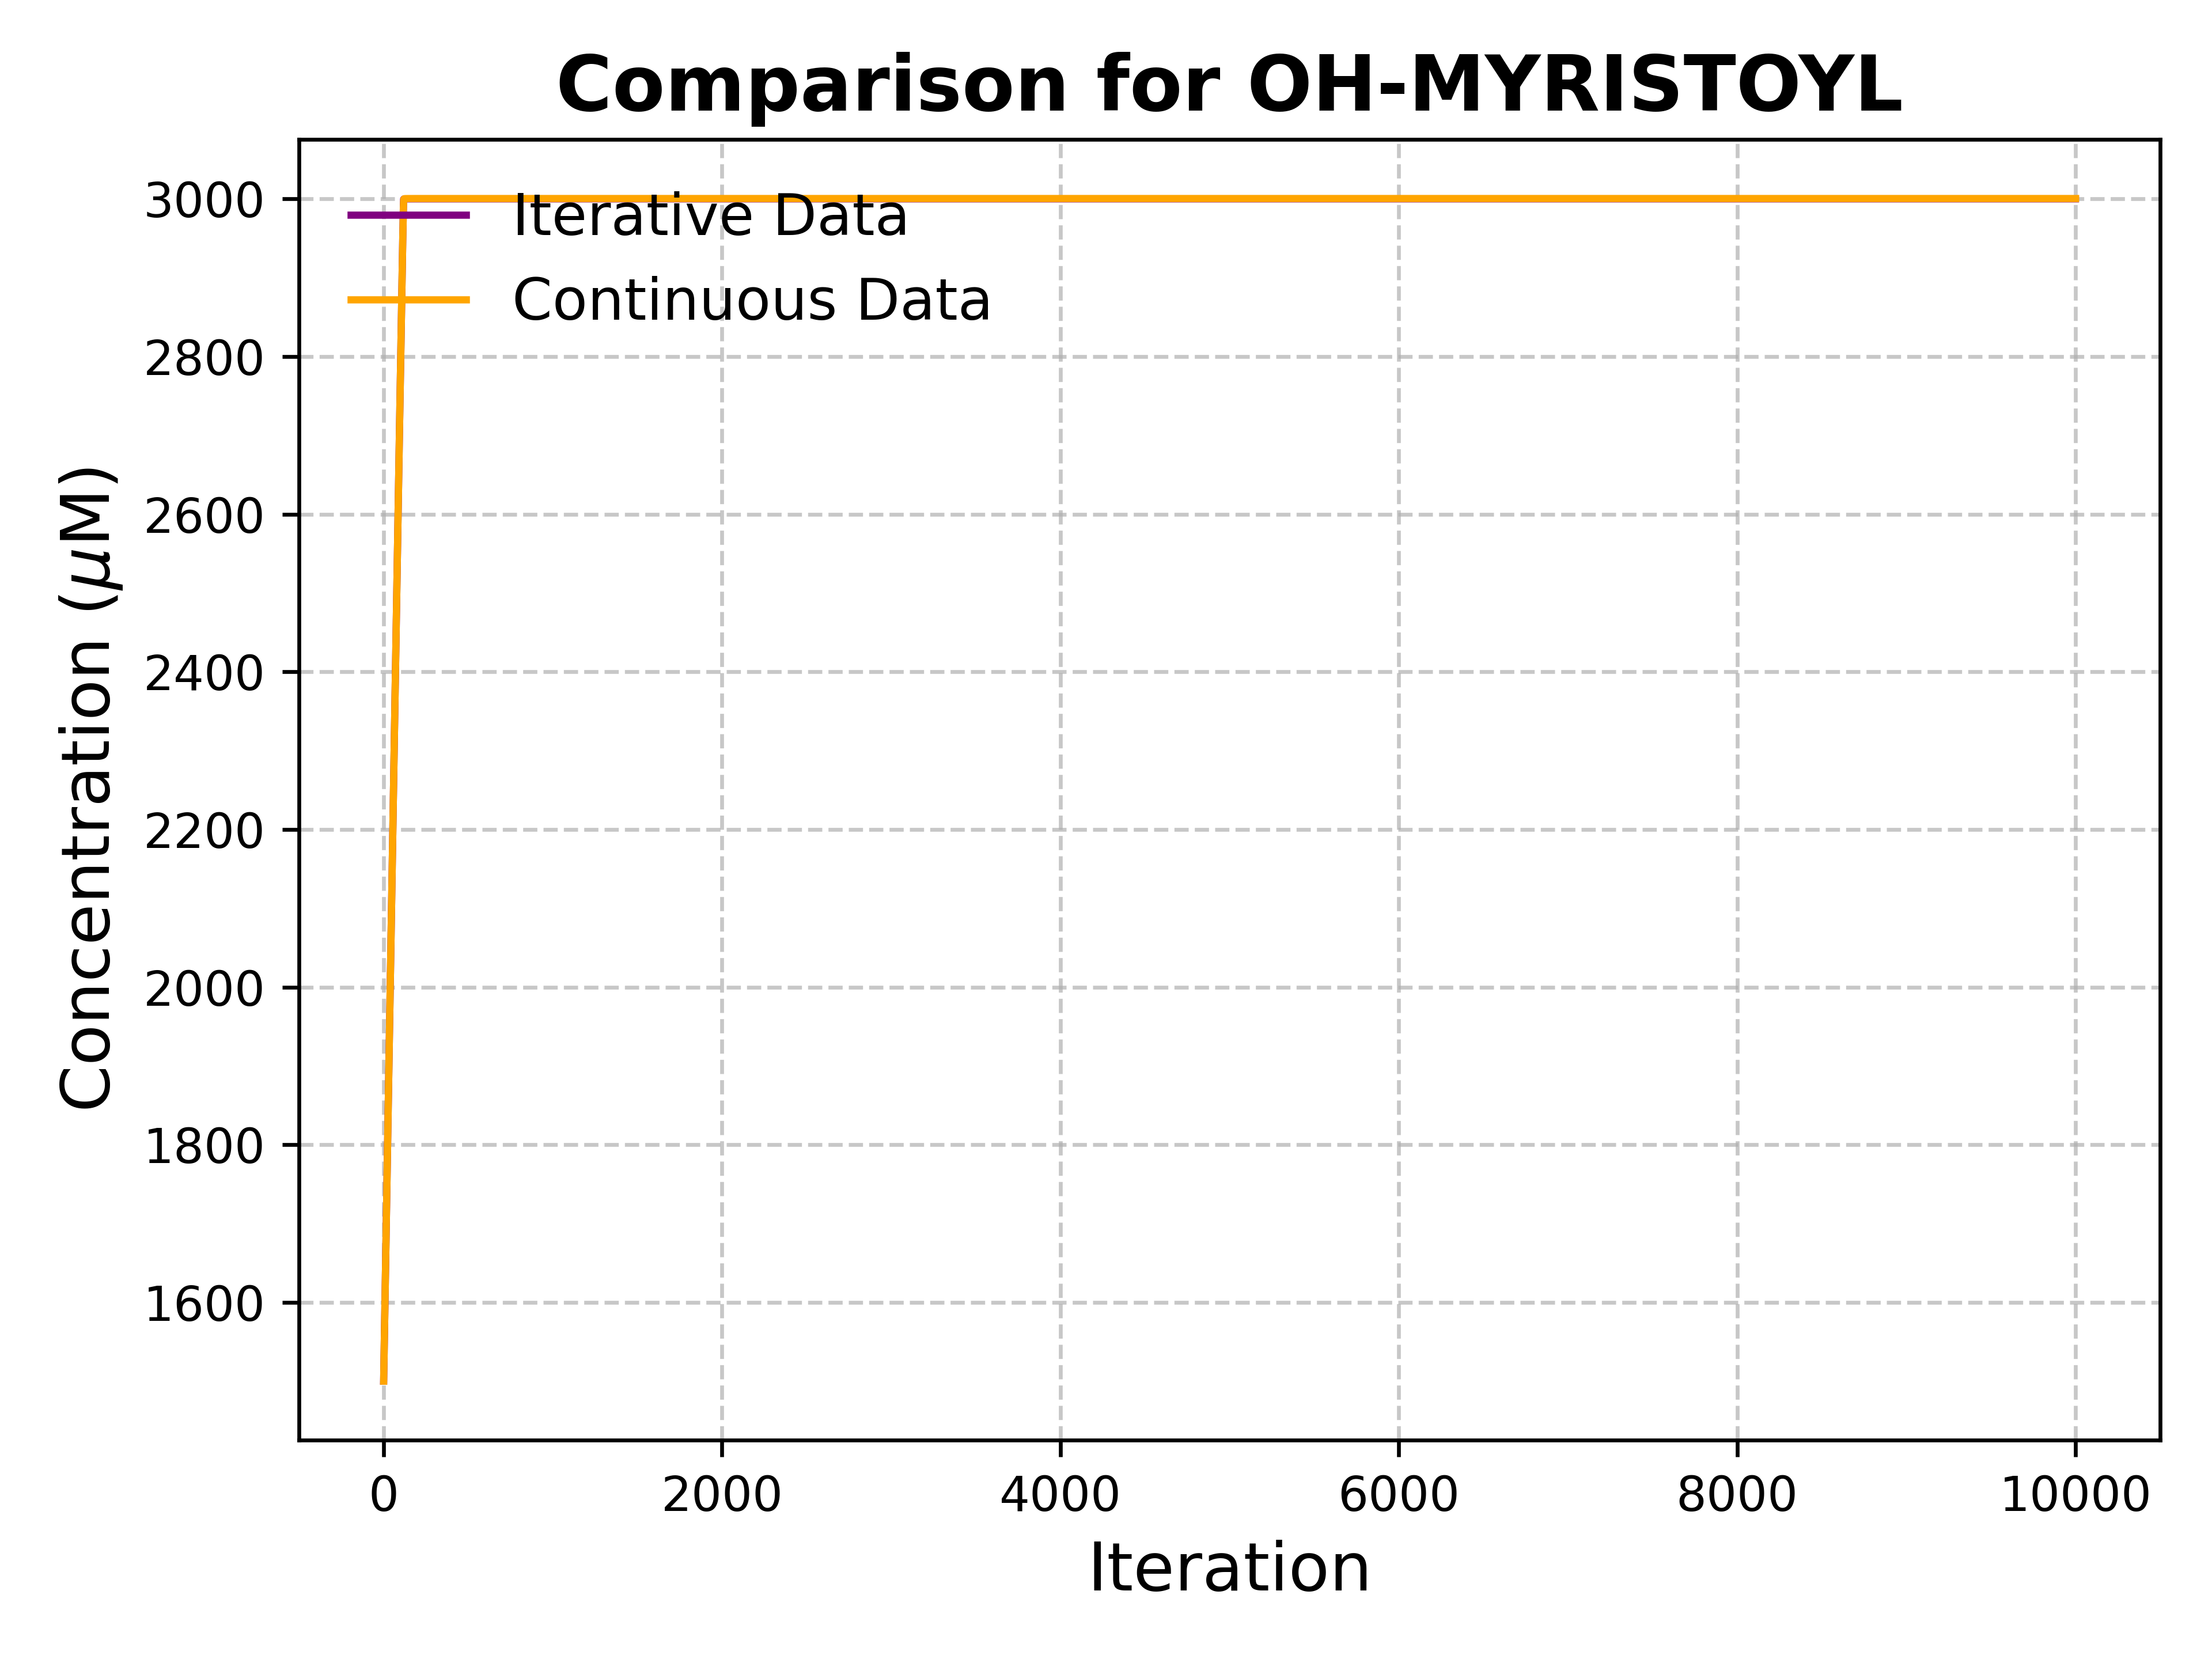 Comparison for OH-MYRISTOYL
Concentration (μM)
3000
2800
2600
2400
2200
2000
1800
1600
Iterative Data
Continuous Data
0 2000 4000 6000 8000 10000
Iteration